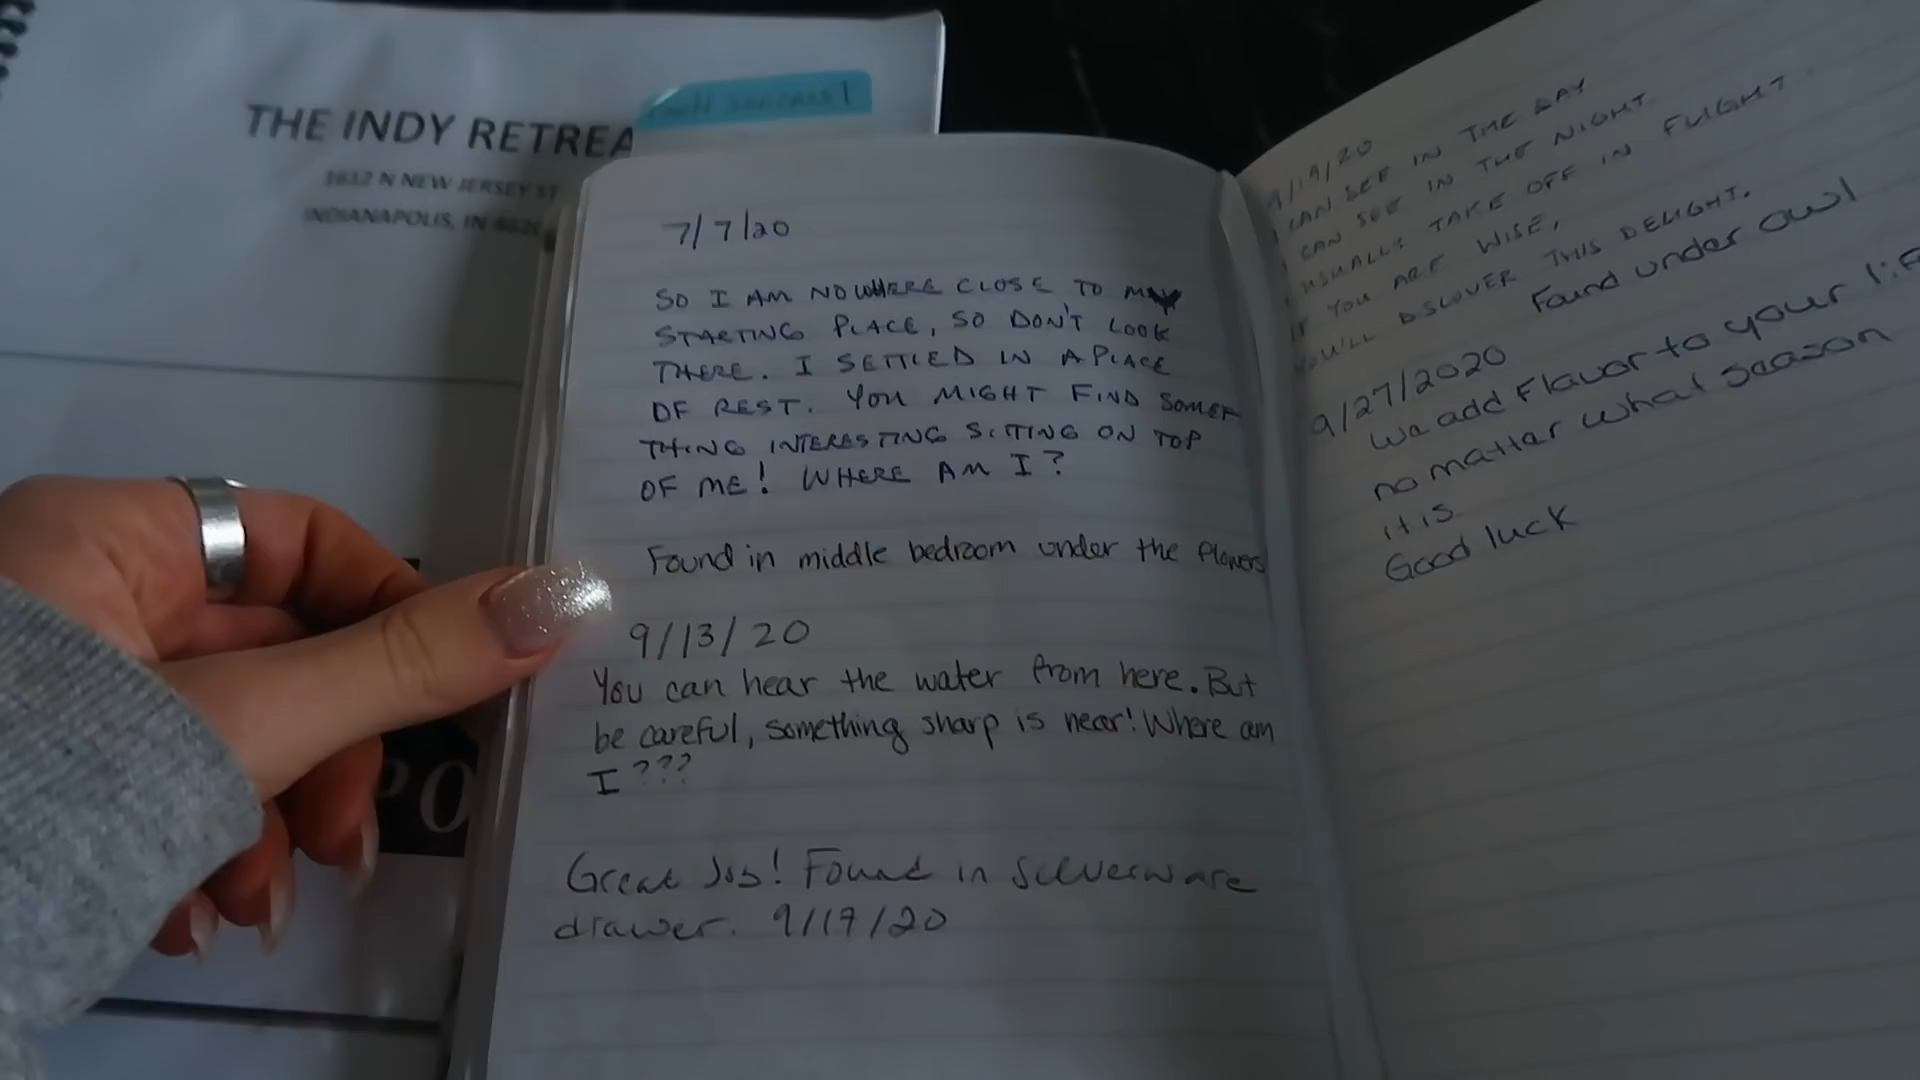 THE INDY RETREA
1612 N NEW JERSEY ST
INDIANAPOLIS, IN
7/7/20
SO I AM NOWHERE CLOSE TO MY
STARTING PLACE, SO DON'T LOOK
THERE. I SETTLED IN A PLACE
OF REST. YOU MIGHT FIND SOME
THING INTERESTING SITTING ON TOP
OF ME! WHERE AM I?
Found in middle bedroom under the flowers
9/13/20
You can hear the water from here. But
be careful, something sharp is near! Where am
I???
Great Job! Found in Silverware
drawer. 9/19/20
9/19/20
I CAN SEE IN THE DAY
I CAN SEE IN THE NIGHT
I USUALLY TAKE OFF IN FLIGHT.
IF YOU ARE WISE,
YOU'LL DISCOVER THIS DELIGHT.
Found under owl
9/27/2020
We add flavor to your life
no matter what season
it is
Good luck